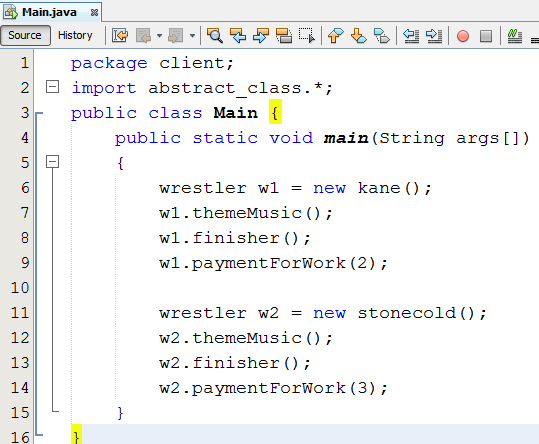 Main.java
Source History
1 package client;
2 import abstract_class.*;
3 public class Main {
4 public static void main(String args[])
5 {
6 wrestler w1 = new kane();
7 w1.themeMusic();
8 w1.finisher();
9 w1.paymentForWork(2);
10
11 wrestler w2 = new stonecold();
12 w2.themeMusic();
13 w2.finisher();
14 w2.paymentForWork(3);
15 }
16 }